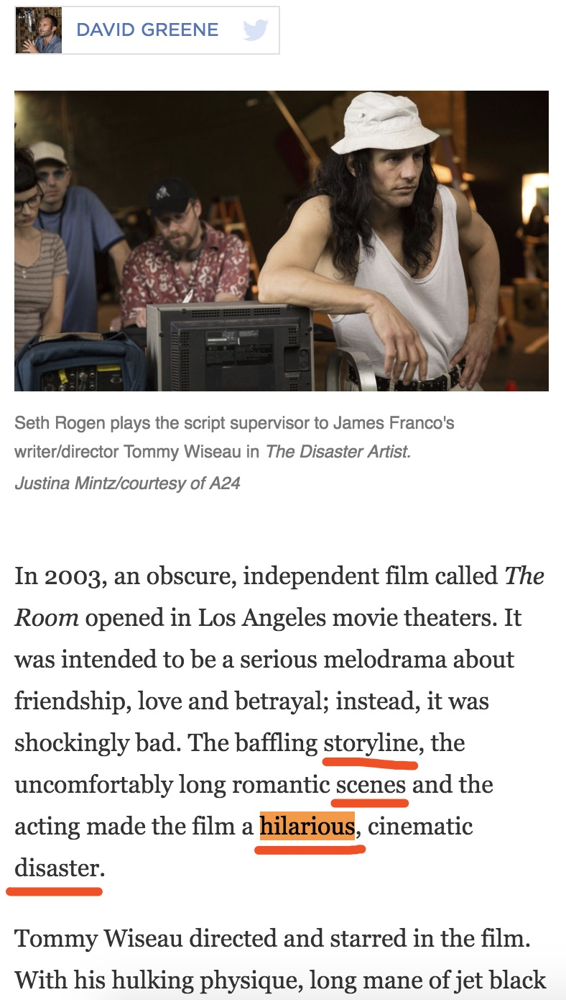 DAVID GREENE
Seth Rogen plays the script supervisor to James Franco's
writer/director Tommy Wiseau in The Disaster Artist.
Justina Mintz/courtesy of A24
In 2003, an obscure, independent film called The
Room opened in Los Angeles movie theaters. It
was intended to be a serious melodrama about
friendship, love and betrayal; instead, it was
shockingly bad. The baffling storyline, the
uncomfortably long romantic scenes and the
acting made the film a hilarious, cinematic
disaster.
Tommy Wiseau directed and starred in the film.
With his hulking physique, long mane of jet black